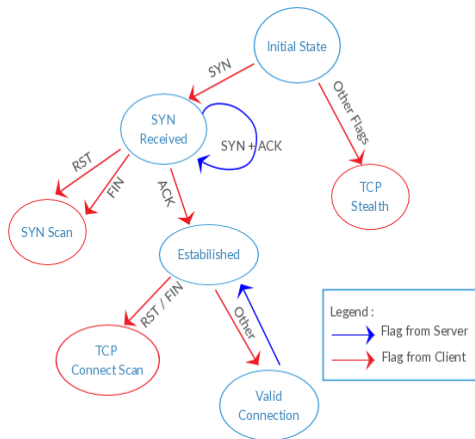 Initial State
SYN
Other Flags
SYN
Received
SYN + ACK
RST
FIN
ACK
TCP
Stealth
SYN Scan
Estabilished
RST / FIN
Other
Legend :
Flag from Server
Flag from Client
TCP
Connect Scan
Valid
Connection